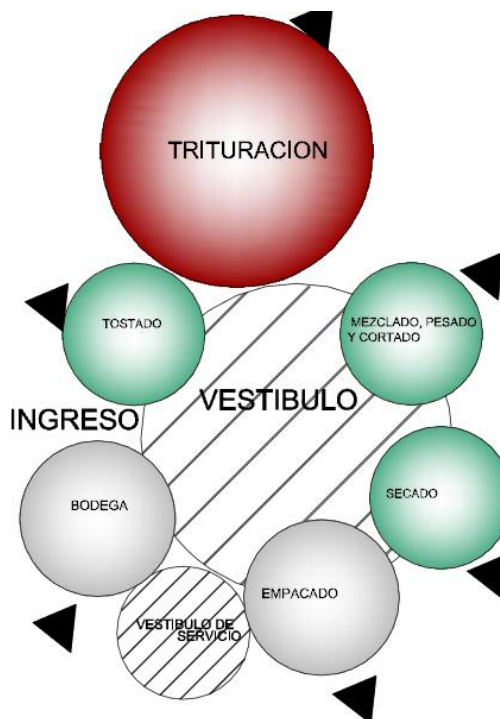 TRITURACION
TOSTADO
MEZCLADO, PESADO
Y CORTADO
VESTIBULO
INGRESO
SECADO
BODEGA
EMPACADO
VESTIBULO DE
SERVICIO